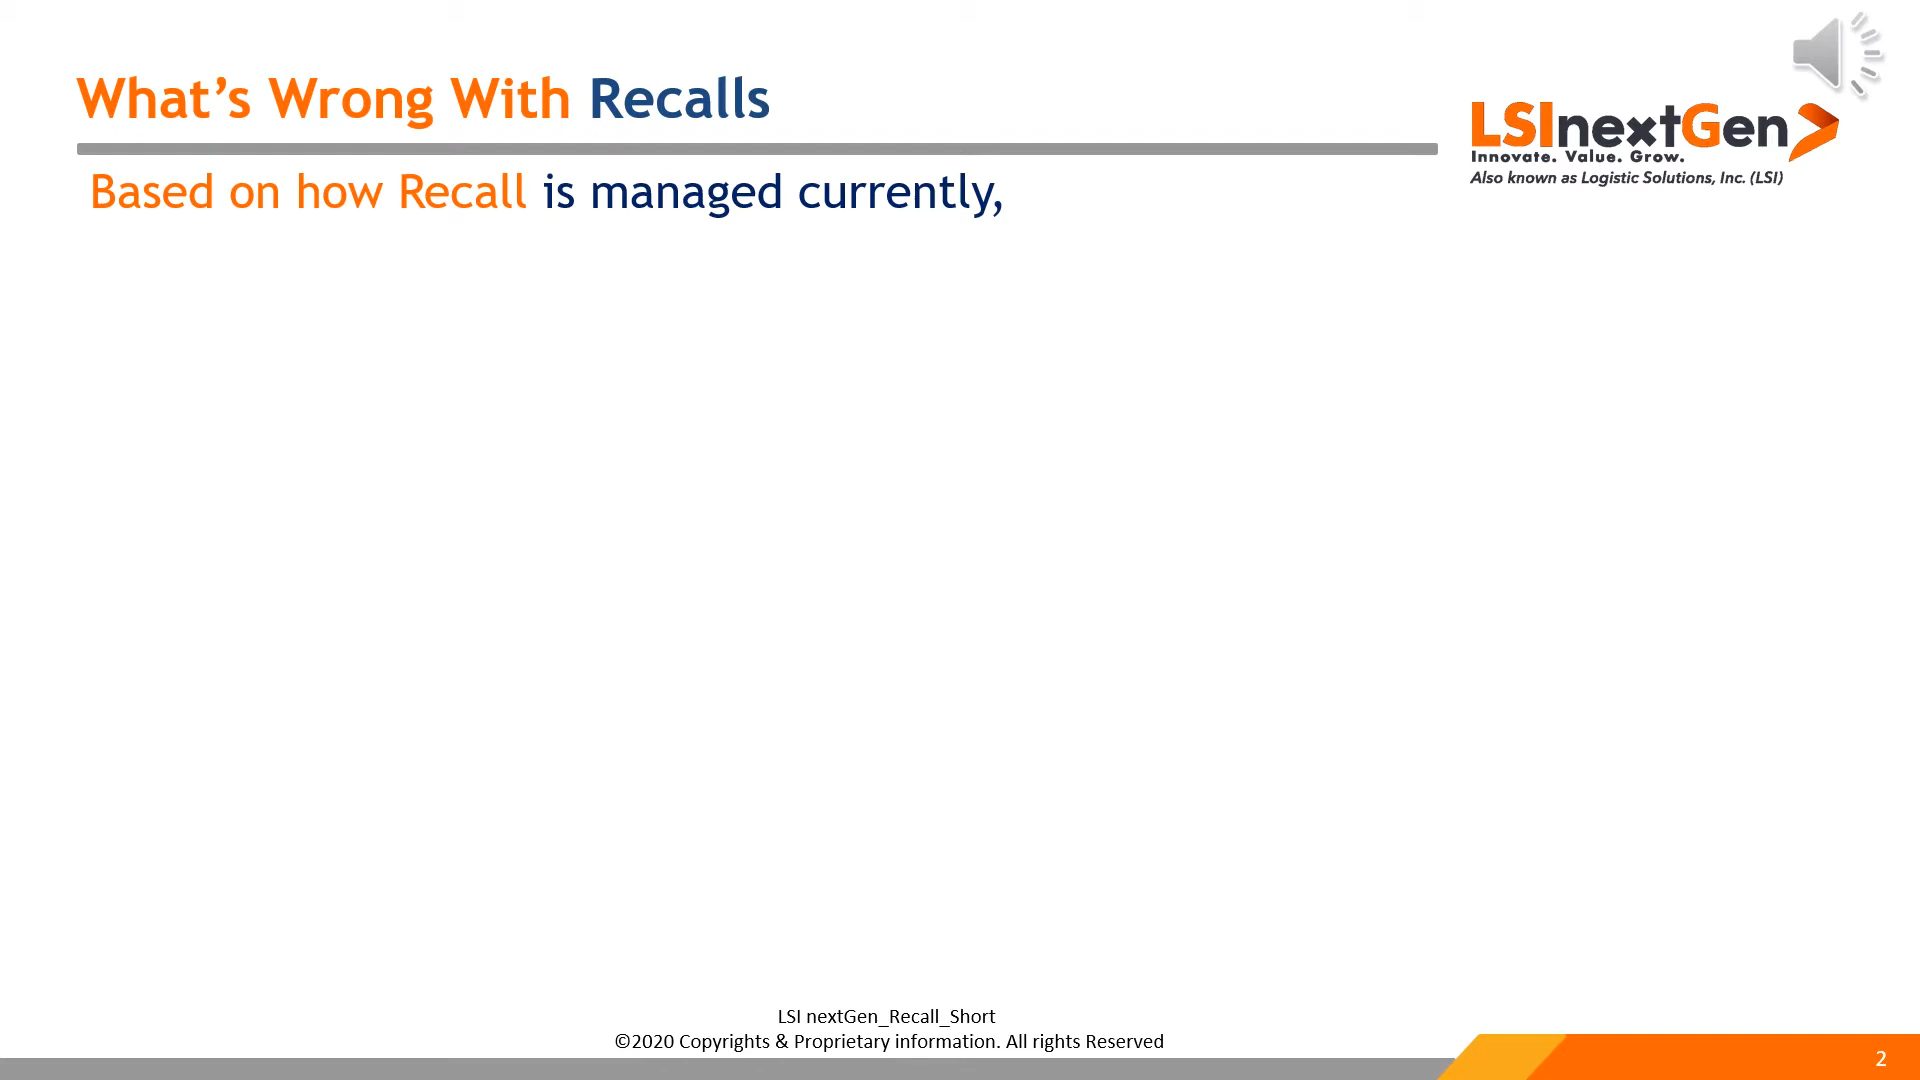 What’s Wrong With Recalls
LSInextGen
Innovate. Value. Grow.
Also known as Logistic Solutions, Inc. (LSI)
Based on how Recall is managed currently,
LSI nextGen_Recall_Short
©2020 Copyrights & Proprietary information. All rights Reserved
2